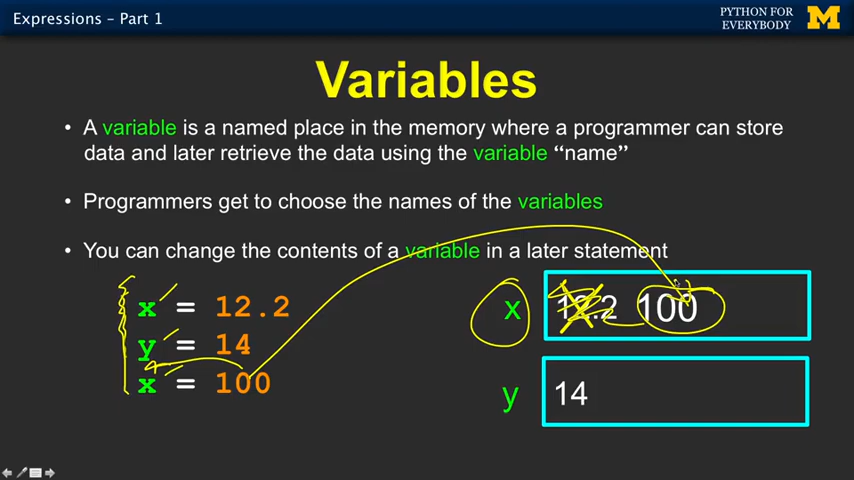 Expressions – Part 1
PYTHON FOR
EVERYBODY
M
Variables
• A variable is a named place in the memory where a programmer can store
data and later retrieve the data using the variable “name”
• Programmers get to choose the names of the variables
• You can change the contents of a variable in a later statement
x = 12.2
y = 14
x = 100
x 12.2 100
y 14